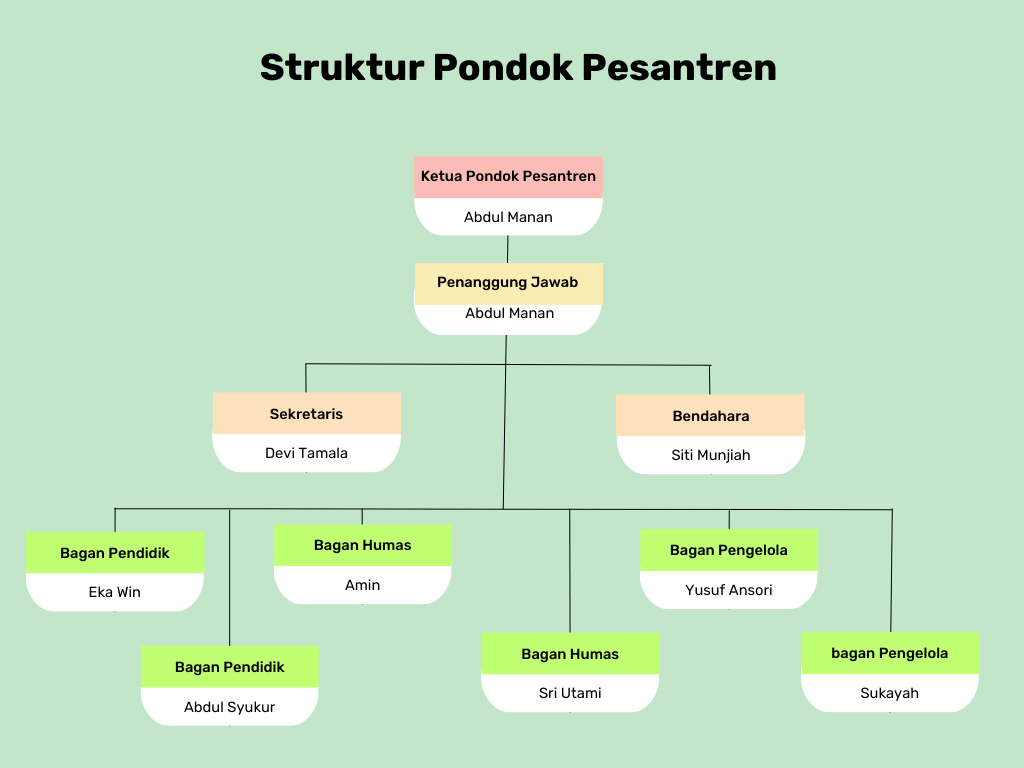 Struktur Pondok Pesantren
Ketua Pondok Pesantren
Abdul Manan
Penanggung Jawab
Abdul Manan
Sekretaris
Devi Tamala
Bendahara
Siti Munjiah
Bagan Pendidik
Eka Win
Bagan Humas
Amin
Bagan Pengelola
Yusuf Ansori
Bagan Pendidik
Abdul Syukur
Bagan Humas
Sri Utami
bagan Pengelola
Sukayah